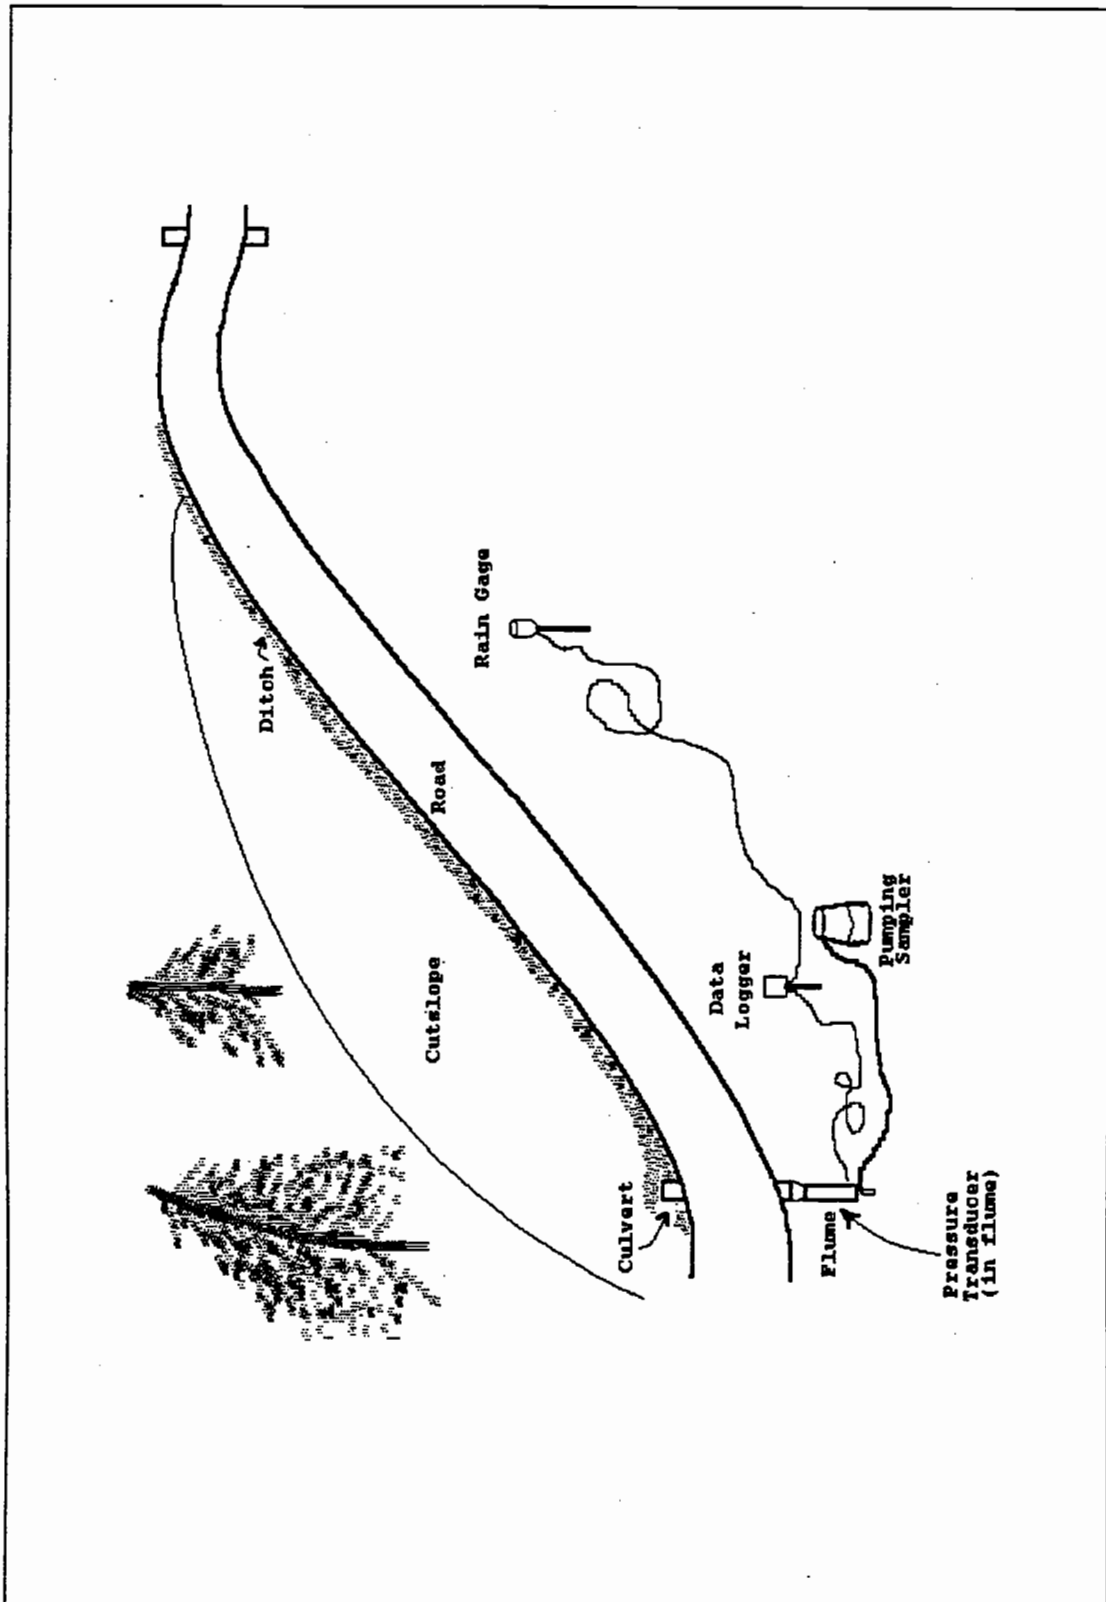 Ditch
Rain Gage
Road
Cutslope
Data
Logger
Pumping
Sampler
Culvert
Flume
Pressure
Transducer
(in flume)